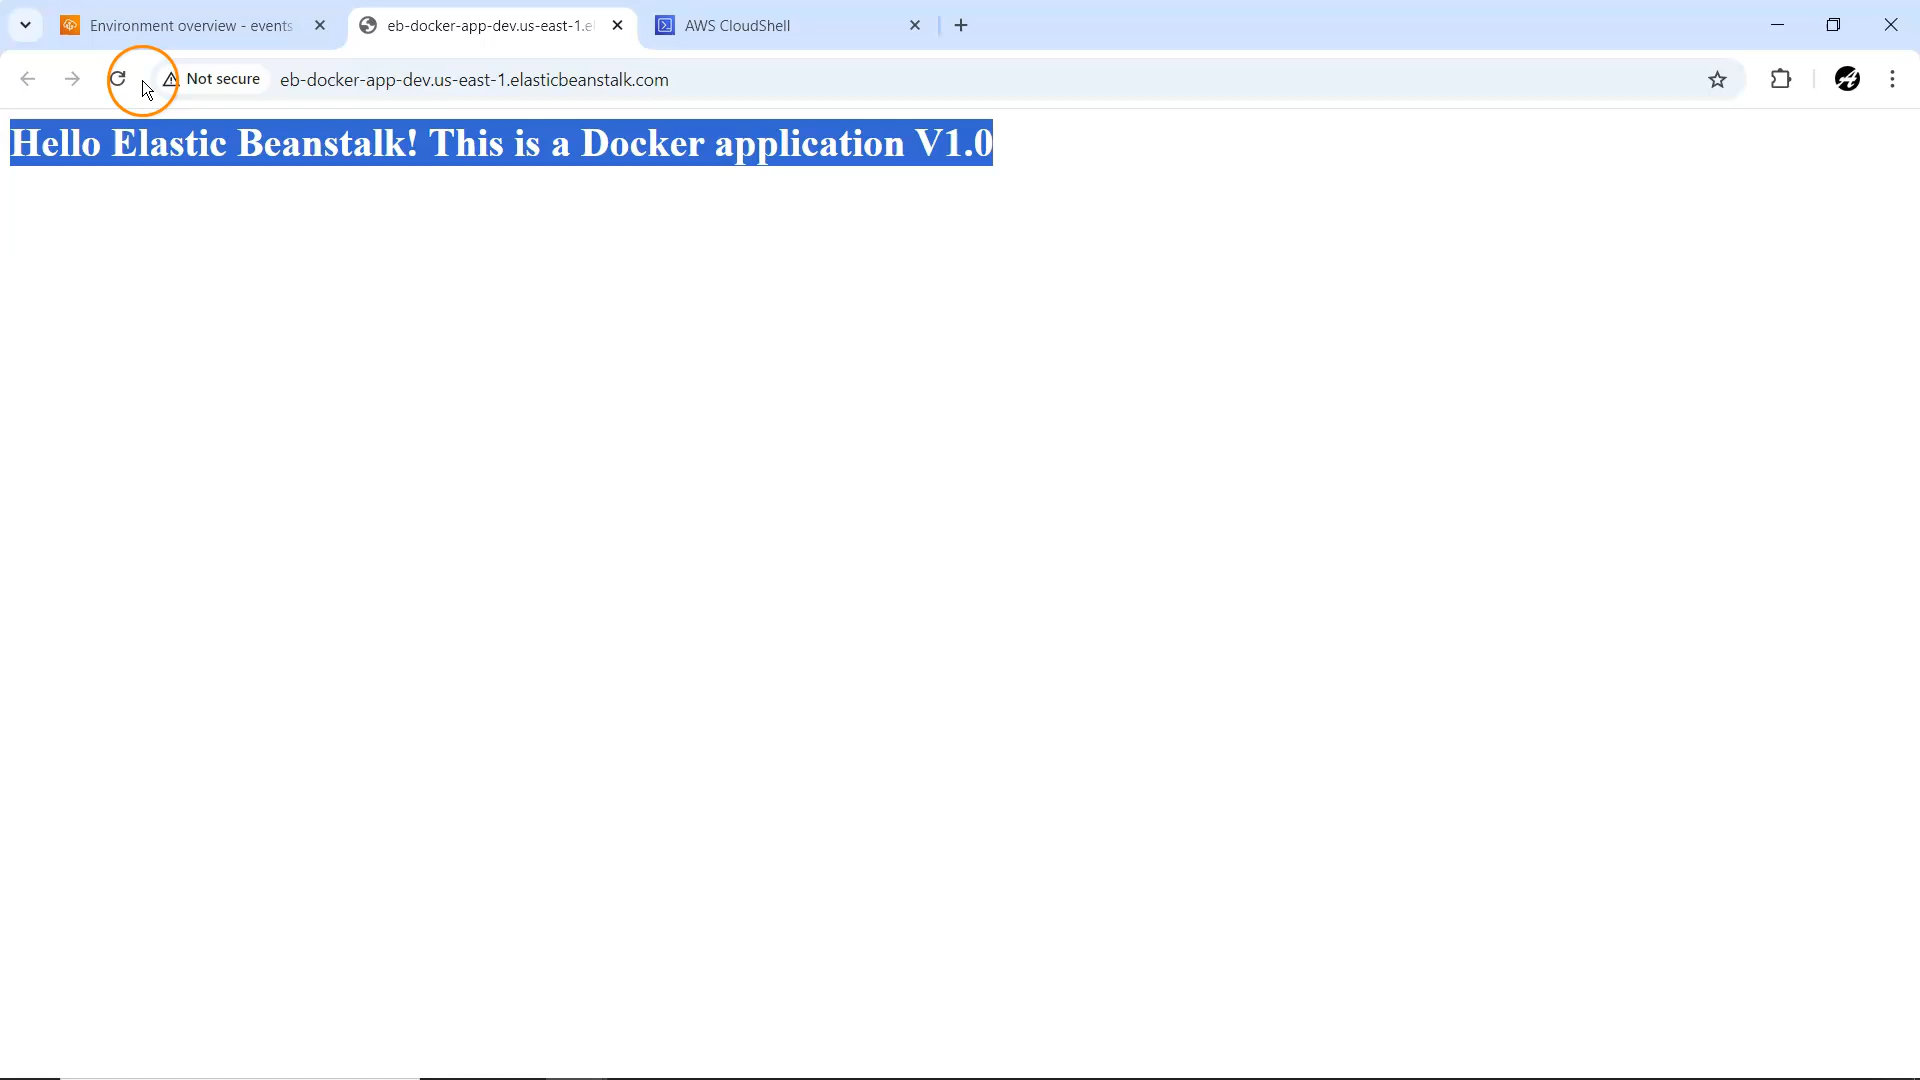 Environment overview - events
eb-docker-app-dev.us-east-1.el
AWS CloudShell
Not secure
eb-docker-app-dev.us-east-1.elasticbeanstalk.com
Hello Elastic Beanstalk! This is a Docker application V1.0